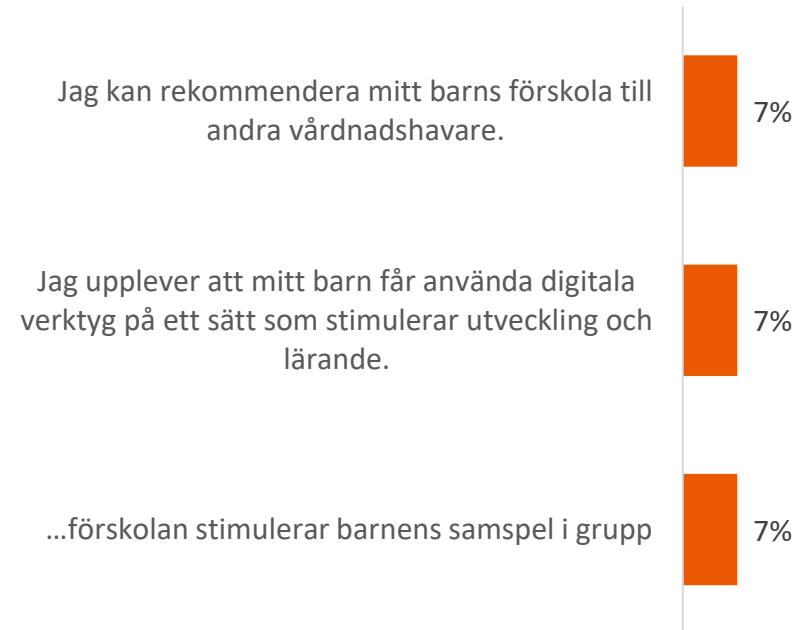 Jag kan rekommendera mitt barns förskola till
andra vårdnadshavare.
7%
Jag upplever att mitt barn får använda digitala
verktyg på ett sätt som stimulerar utveckling och
lärande.
7%
...förskolan stimulerar barnens samspel i grupp
7%